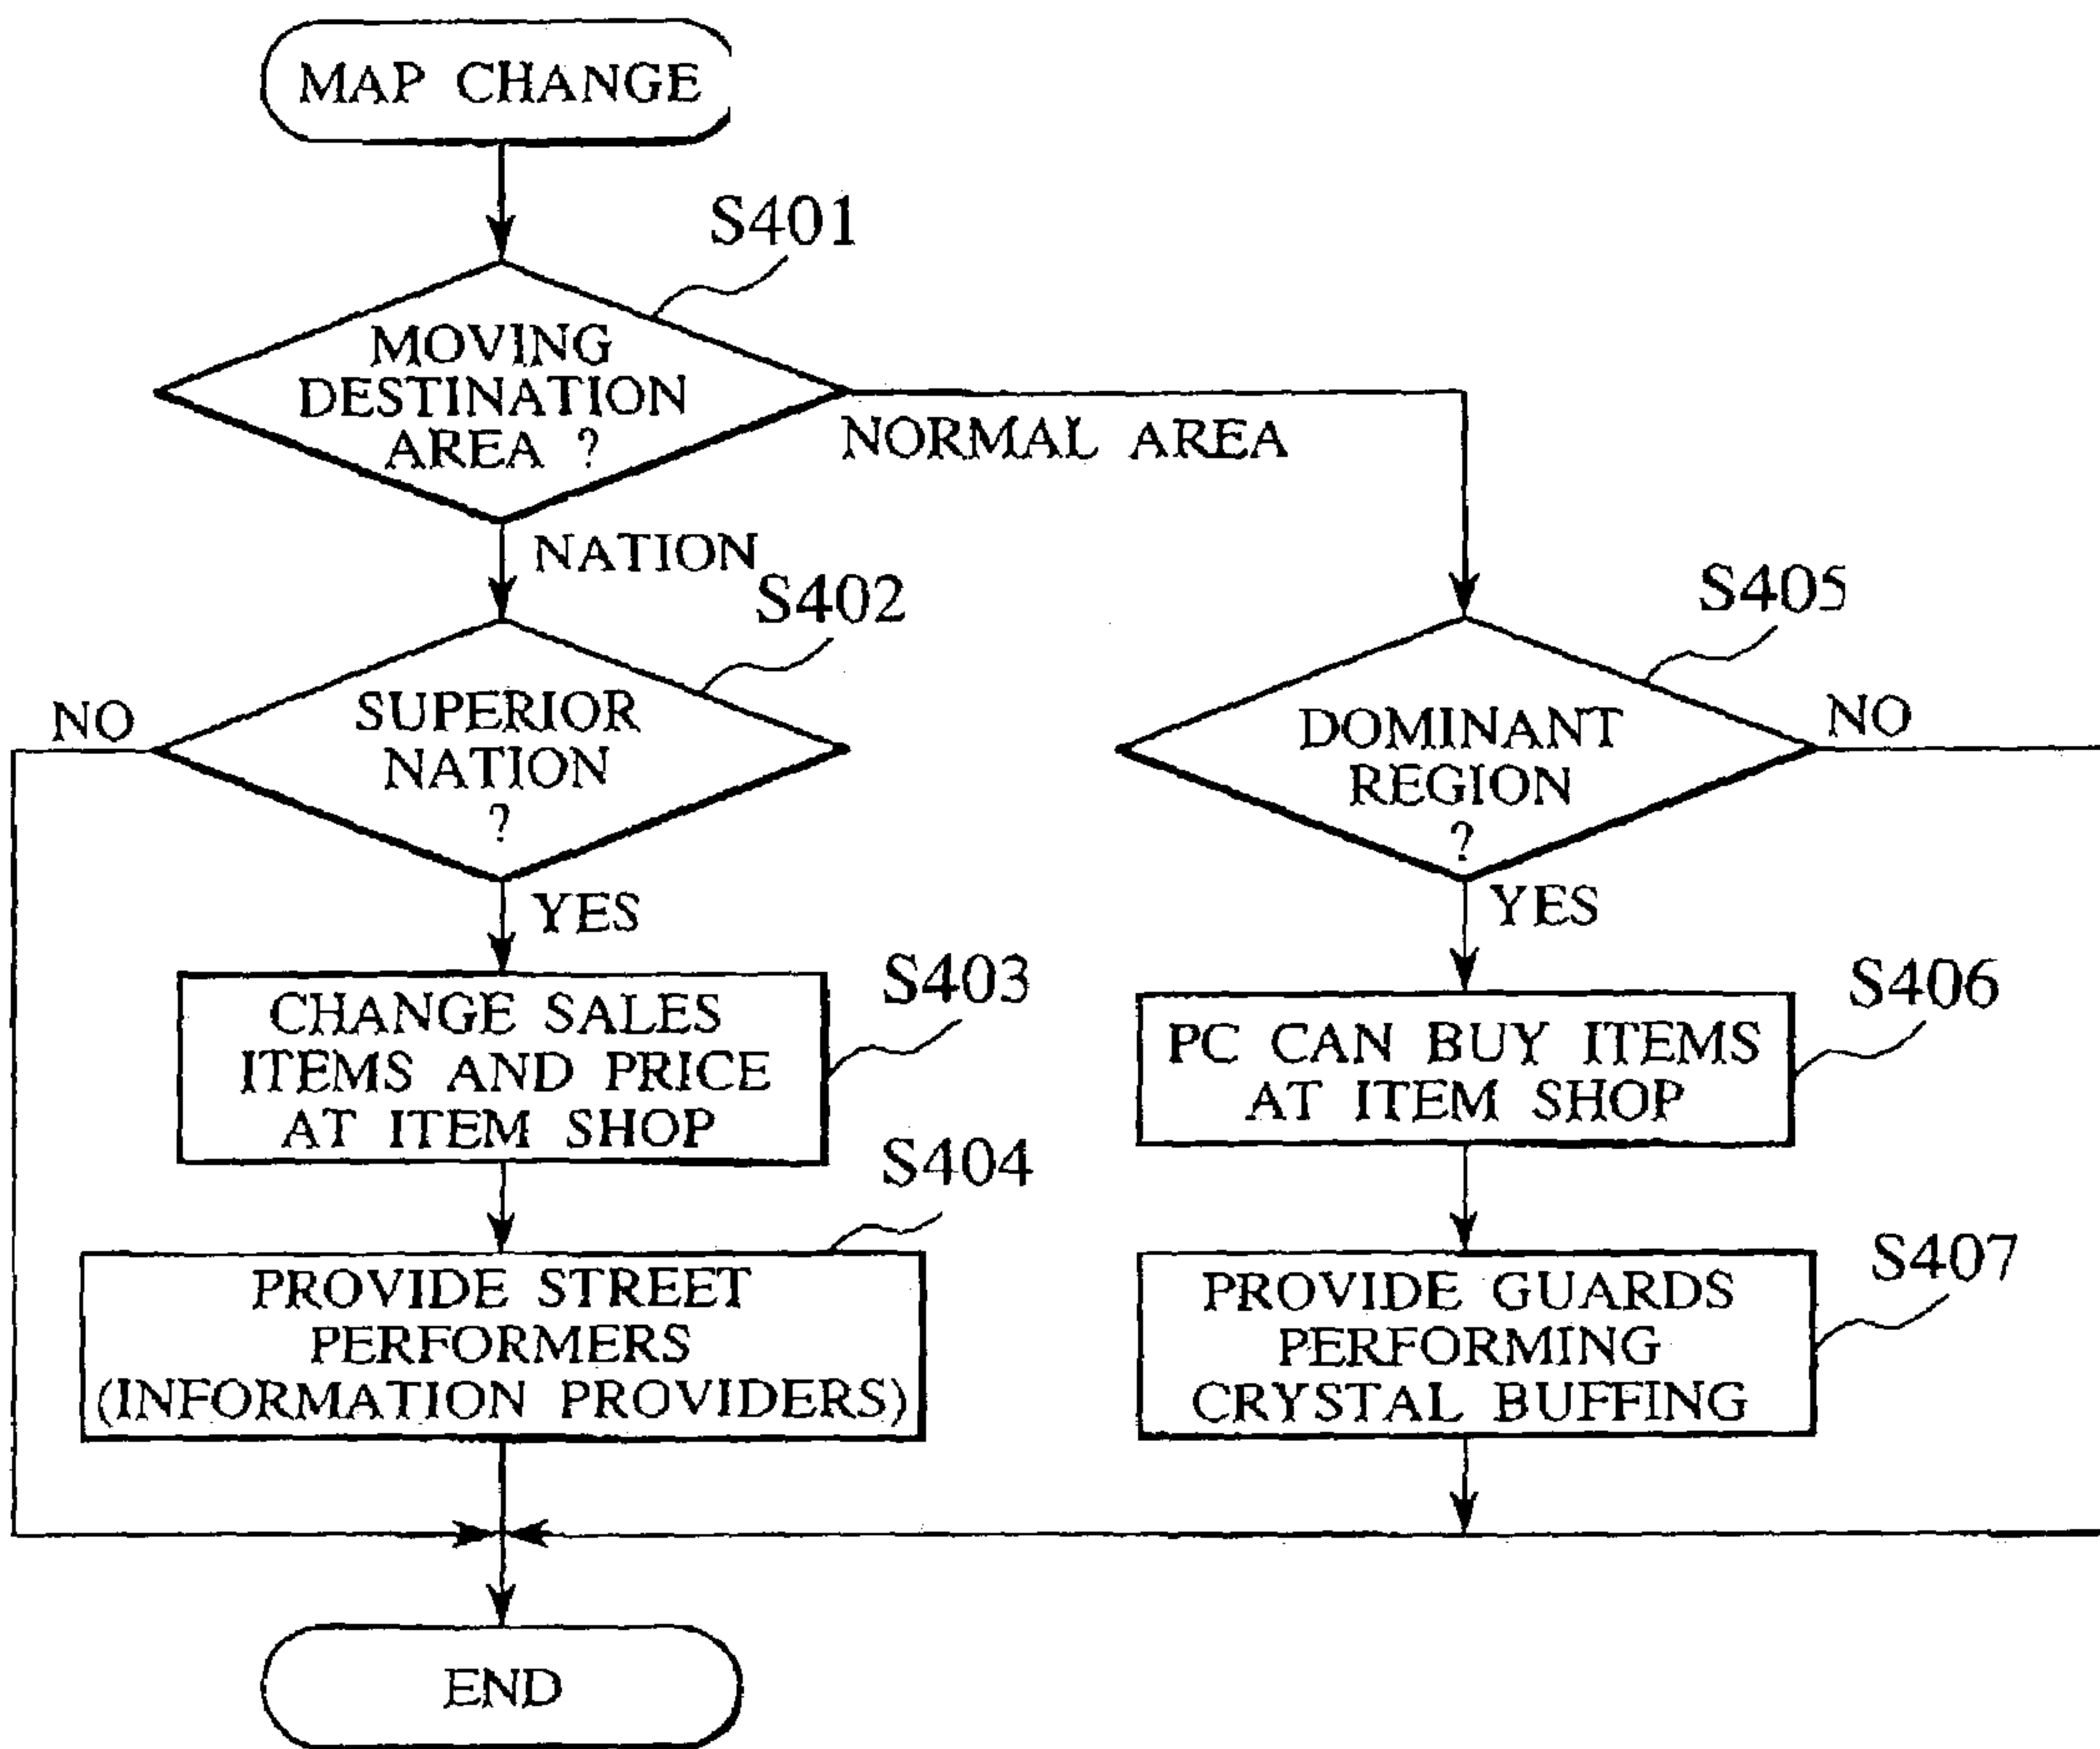 MAP CHANGE
S401
MOVING
DESTINATION
AREA ?
NORMAL AREA
NATION
S402
SUPERIOR
NATION
?
NO
YES
S403
CHANGE SALES
ITEMS AND PRICE
AT ITEM SHOP
S404
PROVIDE STREET
PERFORMERS
(INFORMATION PROVIDERS)
S405
DOMINANT
REGION
?
NO
YES
S406
PC CAN BUY ITEMS
AT ITEM SHOP
S407
PROVIDE GUARDS
PERFORMING
CRYSTAL BUFFING
END